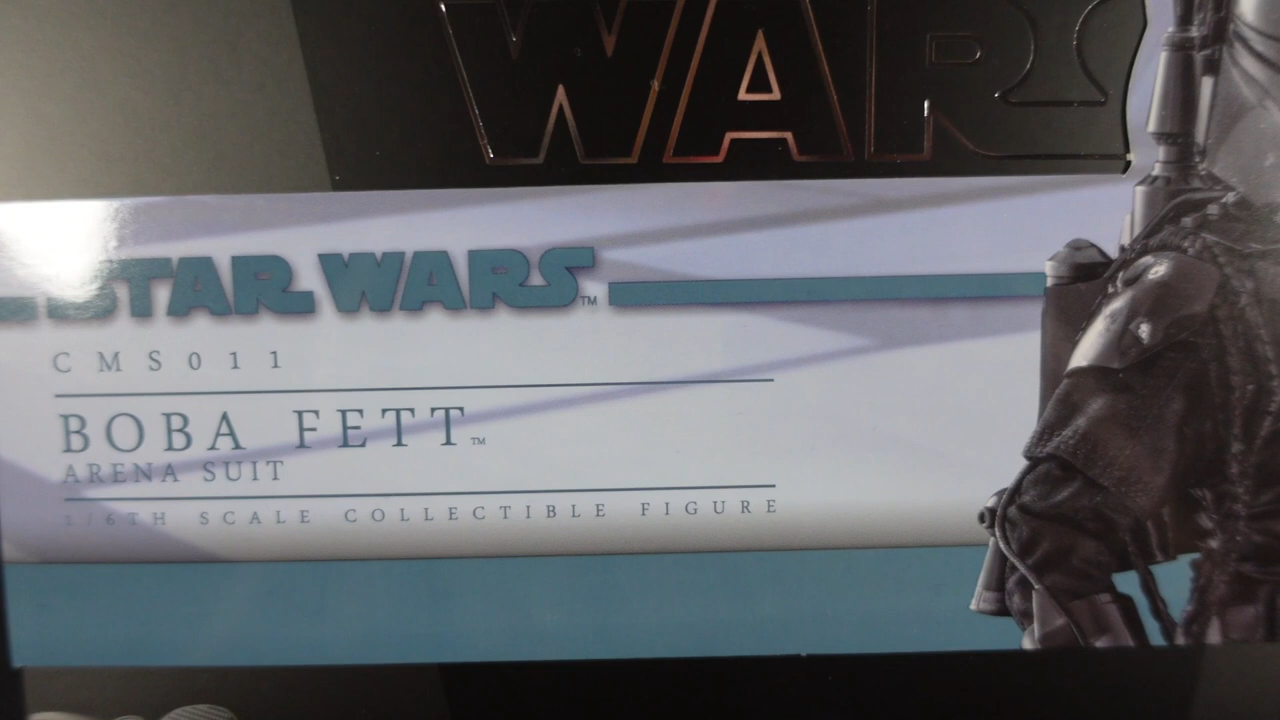 WARS
STAR WARS™
CMS011
BOBA FETT™
ARENA SUIT
1/6TH SCALE COLLECTIBLE FIGURE